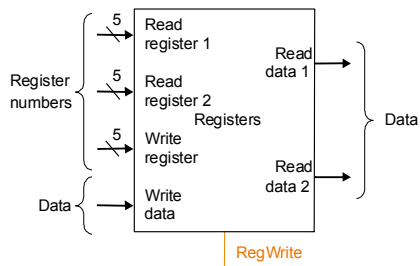 5
Read
register 1
5
Read
register 2
5
Write
register
Write
data
Register
numbers
Data
Registers
Read
data 1
Read
data 2
Data
RegWrite